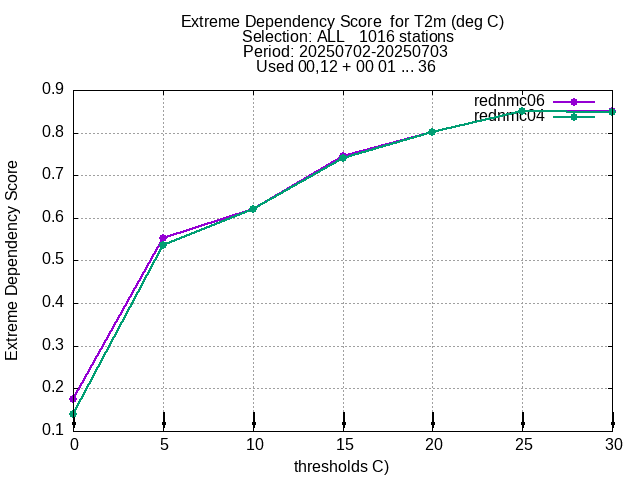 Extreme Dependency Score  for T2m (deg C)
Selection: ALL   1016 stations
Period: 20250702-20250703
Used 00,12 + 00 01 ... 36
rednmc06
rednmc04
0.9
0.8
0.7
0.6
0.5
0.4
0.3
0.2
0.1
Extreme Dependency Score
0 5 10 15 20 25 30
thresholds C)